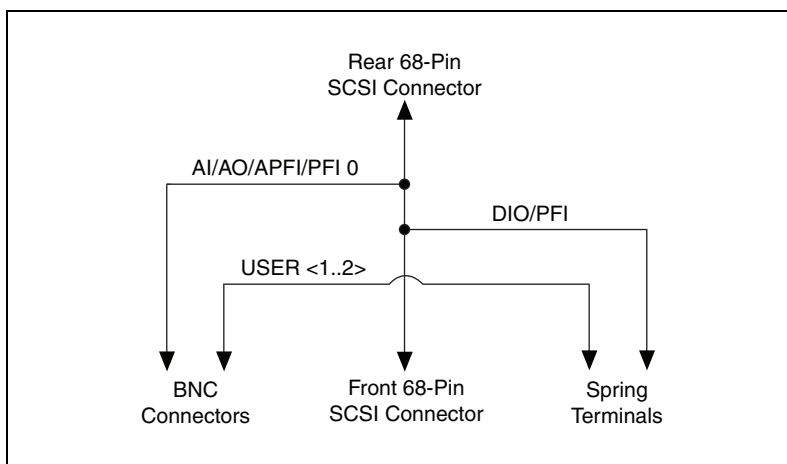 Rear 68-Pin
SCSI Connector
AI/AO/APFI/PFI 0
DIO/PFI
USER <1..2>
BNC
Connectors
Front 68-Pin
SCSI Connector
Spring
Terminals